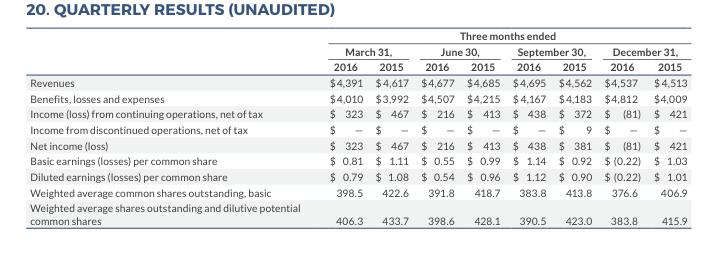 20. QUARTERLY RESULTS (UNAUDITED)
Three months ended
March 31, June 30, September 30, December 31,
2016 2015 2016 2015 2016 2015 2016 2015
Revenues $4,391 $4,617 $4,677 $4,685 $4,695 $4,562 $4,537 $4,513
Benefits, losses and expenses $4,010 $3,992 $4,507 $4,215 $4,167 $4,183 $4,812 $4,009
Income (loss) from continuing operations, net of tax $ 323 $ 467 $ 216 $ 413 $ 438 $ 372 $ (81) $ 421
Income from discontinued operations, net of tax $ — $ — $ — $ — $ — $ 9 $ — $ —
Net income (loss) $ 323 $ 467 $ 216 $ 413 $ 438 $ 381 $ (81) $ 421
Basic earnings (losses) per common share $ 0.81 $ 1.11 $ 0.55 $ 0.99 $ 1.14 $ 0.92 $ (0.22) $ 1.03
Diluted earnings (losses) per common share $ 0.79 $ 1.08 $ 0.54 $ 0.96 $ 1.12 $ 0.90 $ (0.22) $ 1.01
Weighted average common shares outstanding, basic 398.5 422.6 391.8 418.7 383.8 413.8 376.6 406.9
Weighted average shares outstanding and dilutive potential
common shares 406.3 433.7 398.6 428.1 390.5 423.0 383.8 415.9